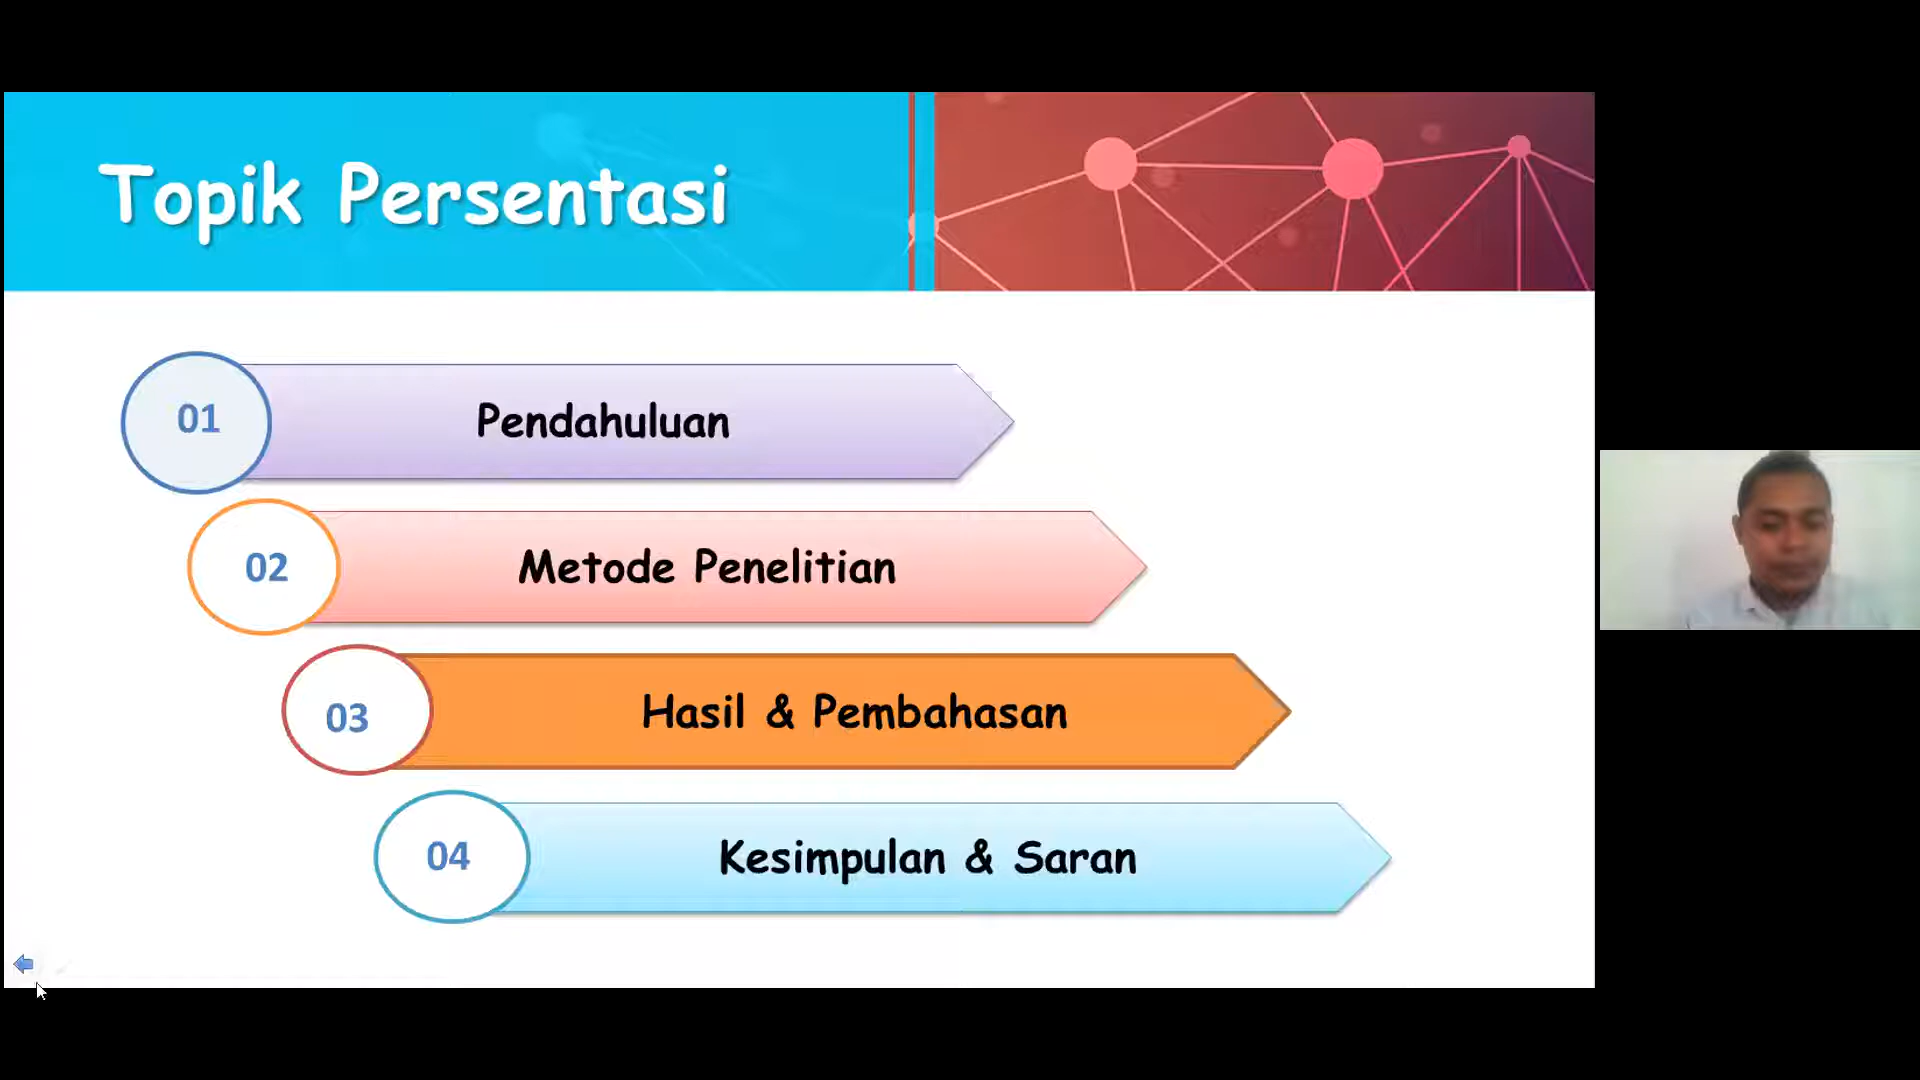 Topik Persentasi
01
Pendahuluan
02
Metode Penelitian
03
Hasil & Pembahasan
04
Kesimpulan & Saran